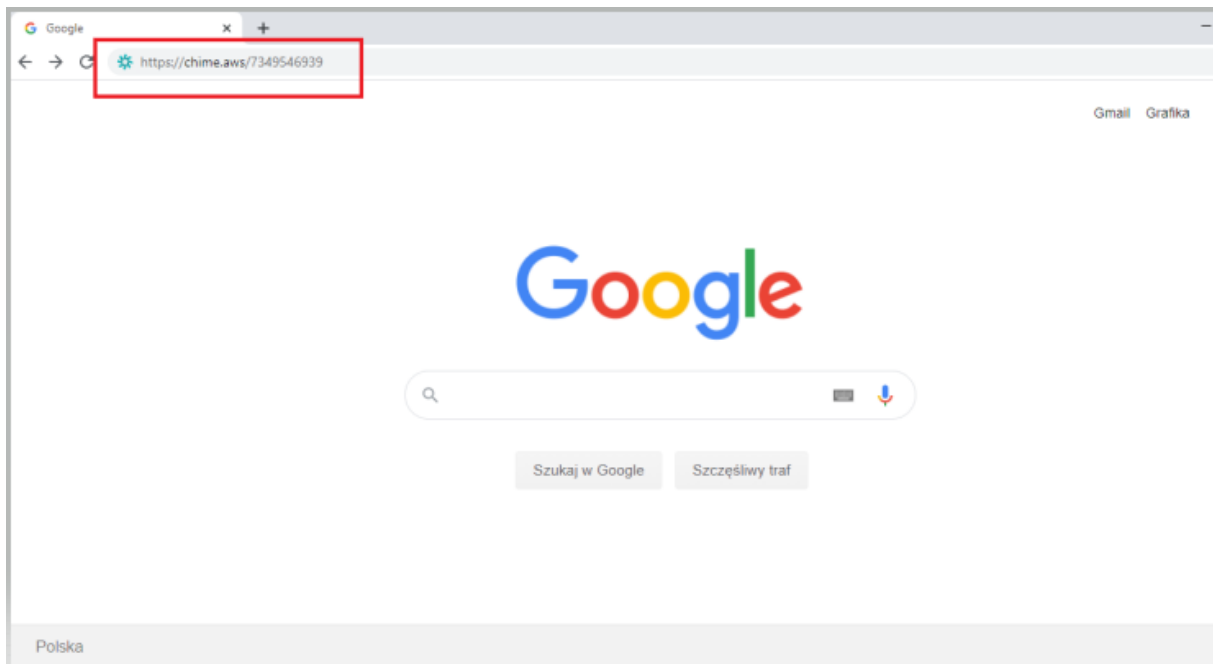 Google
https://chime.aws/7349546939
Gmail Grafika
Google
Szukaj w Google Szczęśliwy traf
Polska